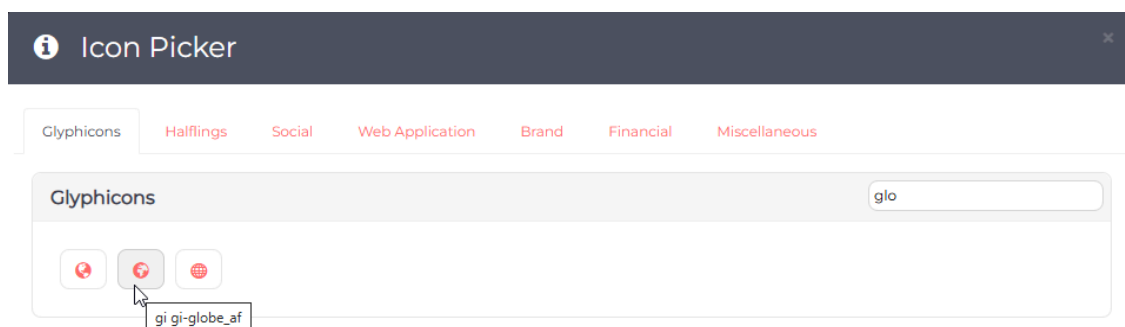 Icon Picker
×
Glyphicons Halflings Social Web Application Brand Financial Miscellaneous
Glyphicons glo
gi gi-globe_af